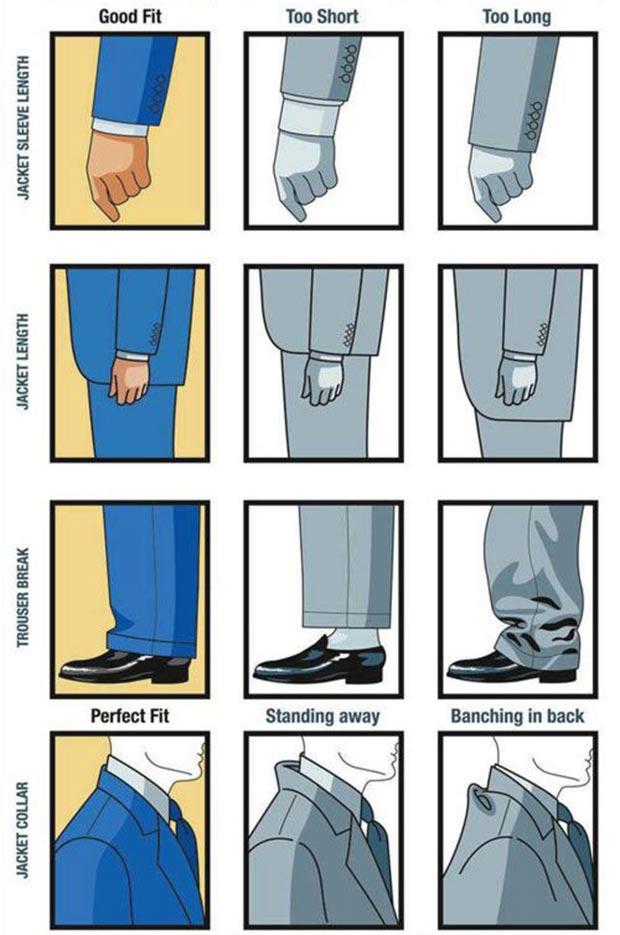 Good Fit
Too Short
Too Long
JACKET SLEEVE LENGTH
JACKET LENGTH
TROUSER BREAK
Perfect Fit
Standing away
Banching in back
JACKET COLLAR